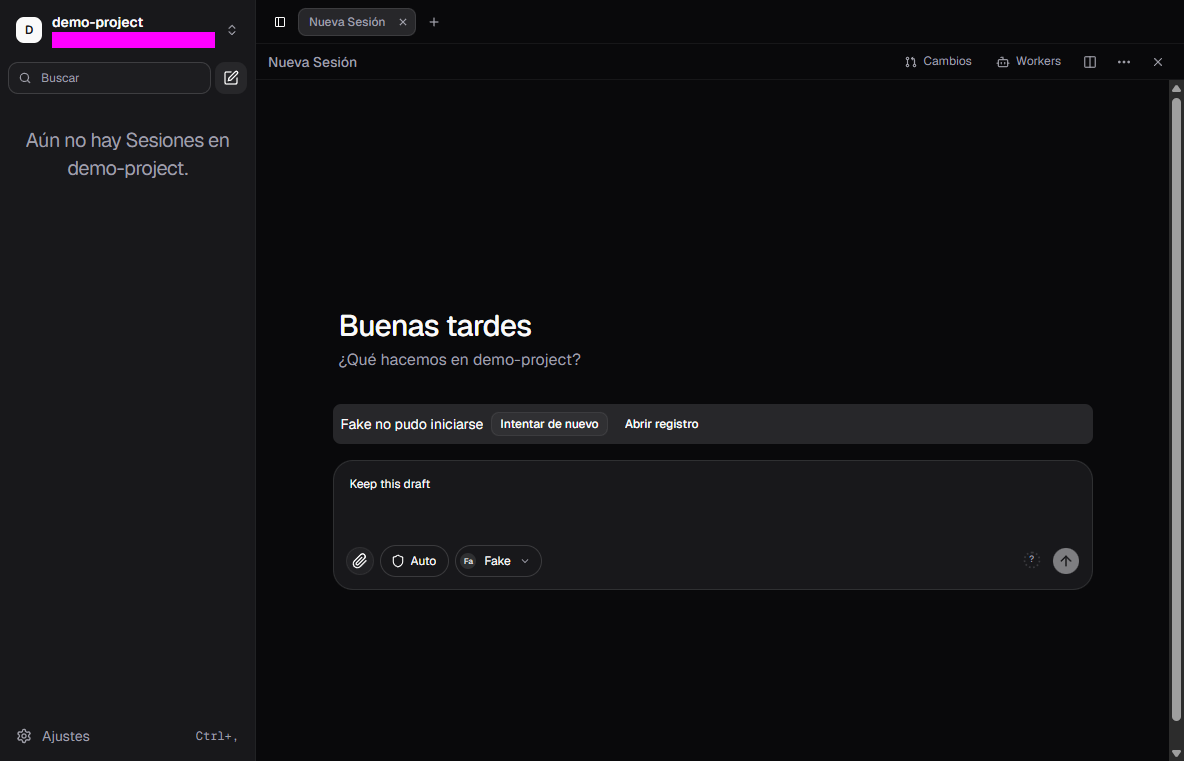 D
demo-project
Buscar
Aún no hay Sesiones en
demo-project.
Ajustes
Ctrl+,
Nueva Sesión
Nueva Sesión
Cambios
Workers
Buenas tardes
¿Qué hacemos en demo-project?
Fake no pudo iniciarse
Intentar de nuevo
Abrir registro
Keep this draft
Auto
Fa
Fake
?